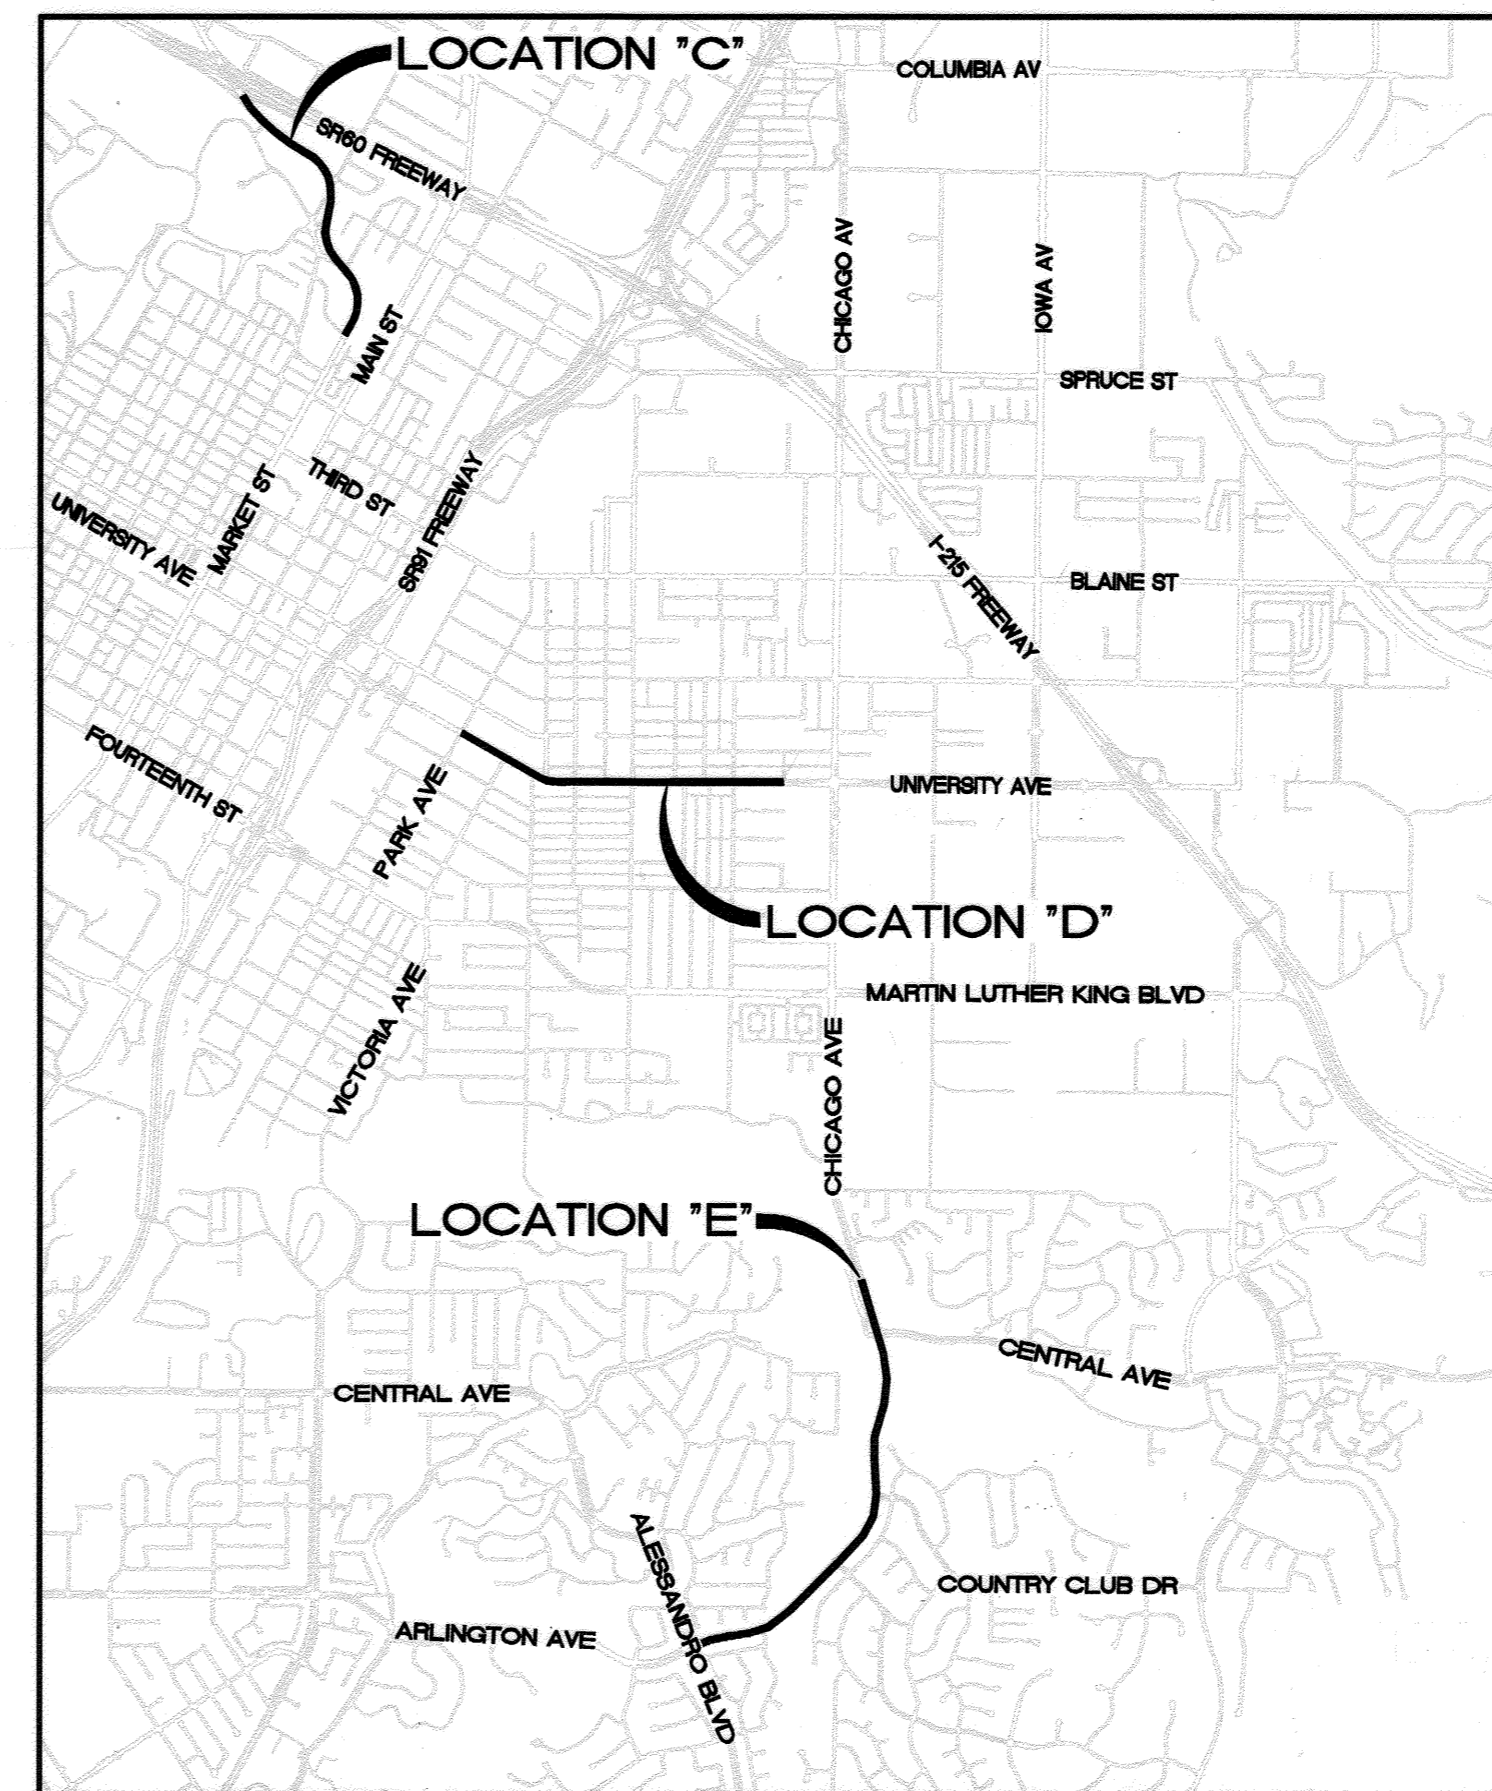 LOCATION "C"
COLUMBIA AV
SR60 FREEWAY
CHICAGO AV
IOWA AV
MAIN ST
SPRUCE ST
THIRD ST
MARKET ST
SR91 FREEWAY
UNIVERSITY AVE
I-215 FREEWAY
BLAINE ST
FOURTEENTH ST
PARK AVE
UNIVERSITY AVE
LOCATION "D"
MARTIN LUTHER KING BLVD
VICTORIA AVE
CHICAGO AVE
LOCATION "E"
CENTRAL AVE
CENTRAL AVE
ALESSANDRO BLVD
COUNTRY CLUB DR
ARLINGTON AVE